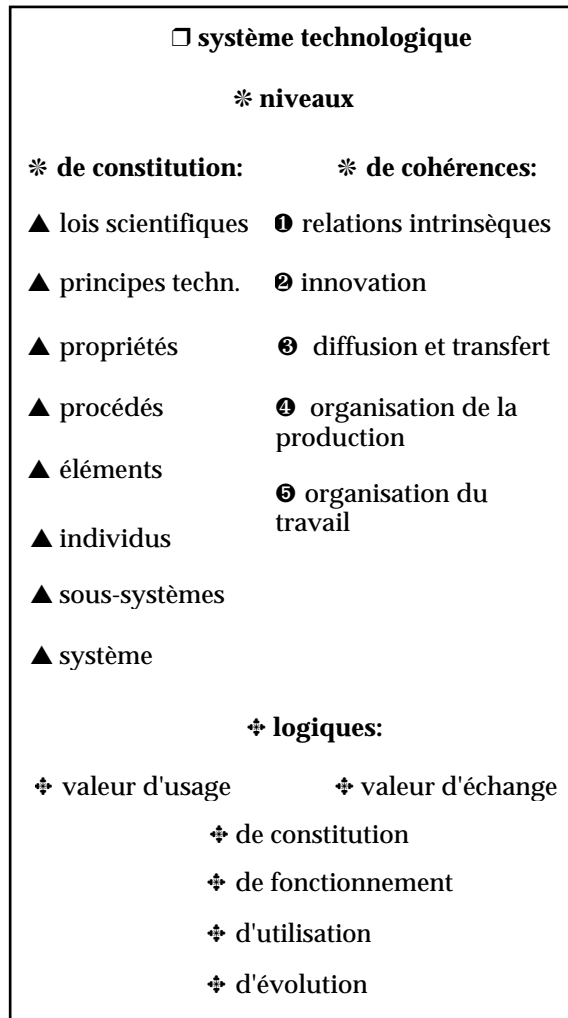 ❒ système technologique
❊ niveaux
❊ de constitution: ❊ de cohérences:
▲ lois scientifiques ❶ relations intrinsèques
▲ principes techn. ❷ innovation
▲ propriétés ❸ diffusion et transfert
▲ procédés ❹ organisation de la
production
▲ éléments
❺ organisation du
travail
▲ individus
▲ sous-systèmes
▲ système
✥ logiques:
✥ valeur d'usage ✥ valeur d'échange
✥ de constitution
✥ de fonctionnement
✥ d'utilisation
✥ d'évolution